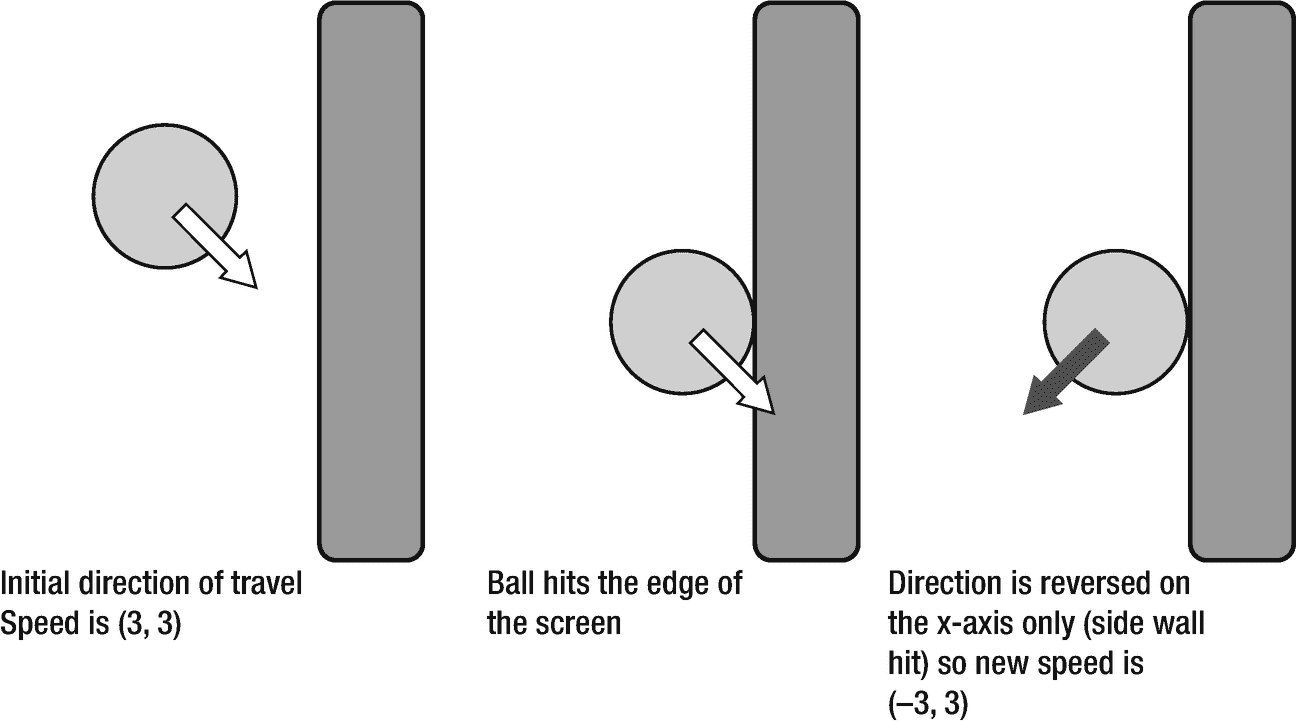 Initial direction of travel
Speed is (3, 3)
Ball hits the edge of
the screen
Direction is reversed on
the x-axis only (side wall
hit) so new speed is
(–3, 3)